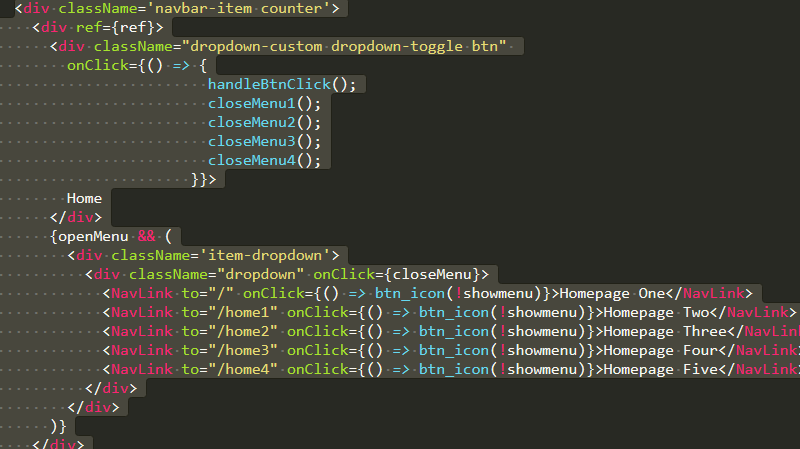 <div className='navbar-item counter'>
<div ref={ref}>
<div className="dropdown-custom dropdown-toggle btn"
onClick={() => {
handleBtnClick();
closeMenu1();
closeMenu2();
closeMenu3();
closeMenu4();
}}>
Home
</div>
{openMenu && (
<div className='item-dropdown'>
<div className="dropdown" onClick={closeMenu}>
<NavLink to="/" onClick={() => btn_icon(!showmenu)}>Homepage One</NavLink>
<NavLink to="/home1" onClick={() => btn_icon(!showmenu)}>Homepage Two</NavLink>
<NavLink to="/home2" onClick={() => btn_icon(!showmenu)}>Homepage Three</NavLink
<NavLink to="/home3" onClick={() => btn_icon(!showmenu)}>Homepage Four</NavLink>
<NavLink to="/home4" onClick={() => btn_icon(!showmenu)}>Homepage Five</NavLink>
</div>
</div>
)}
</div>